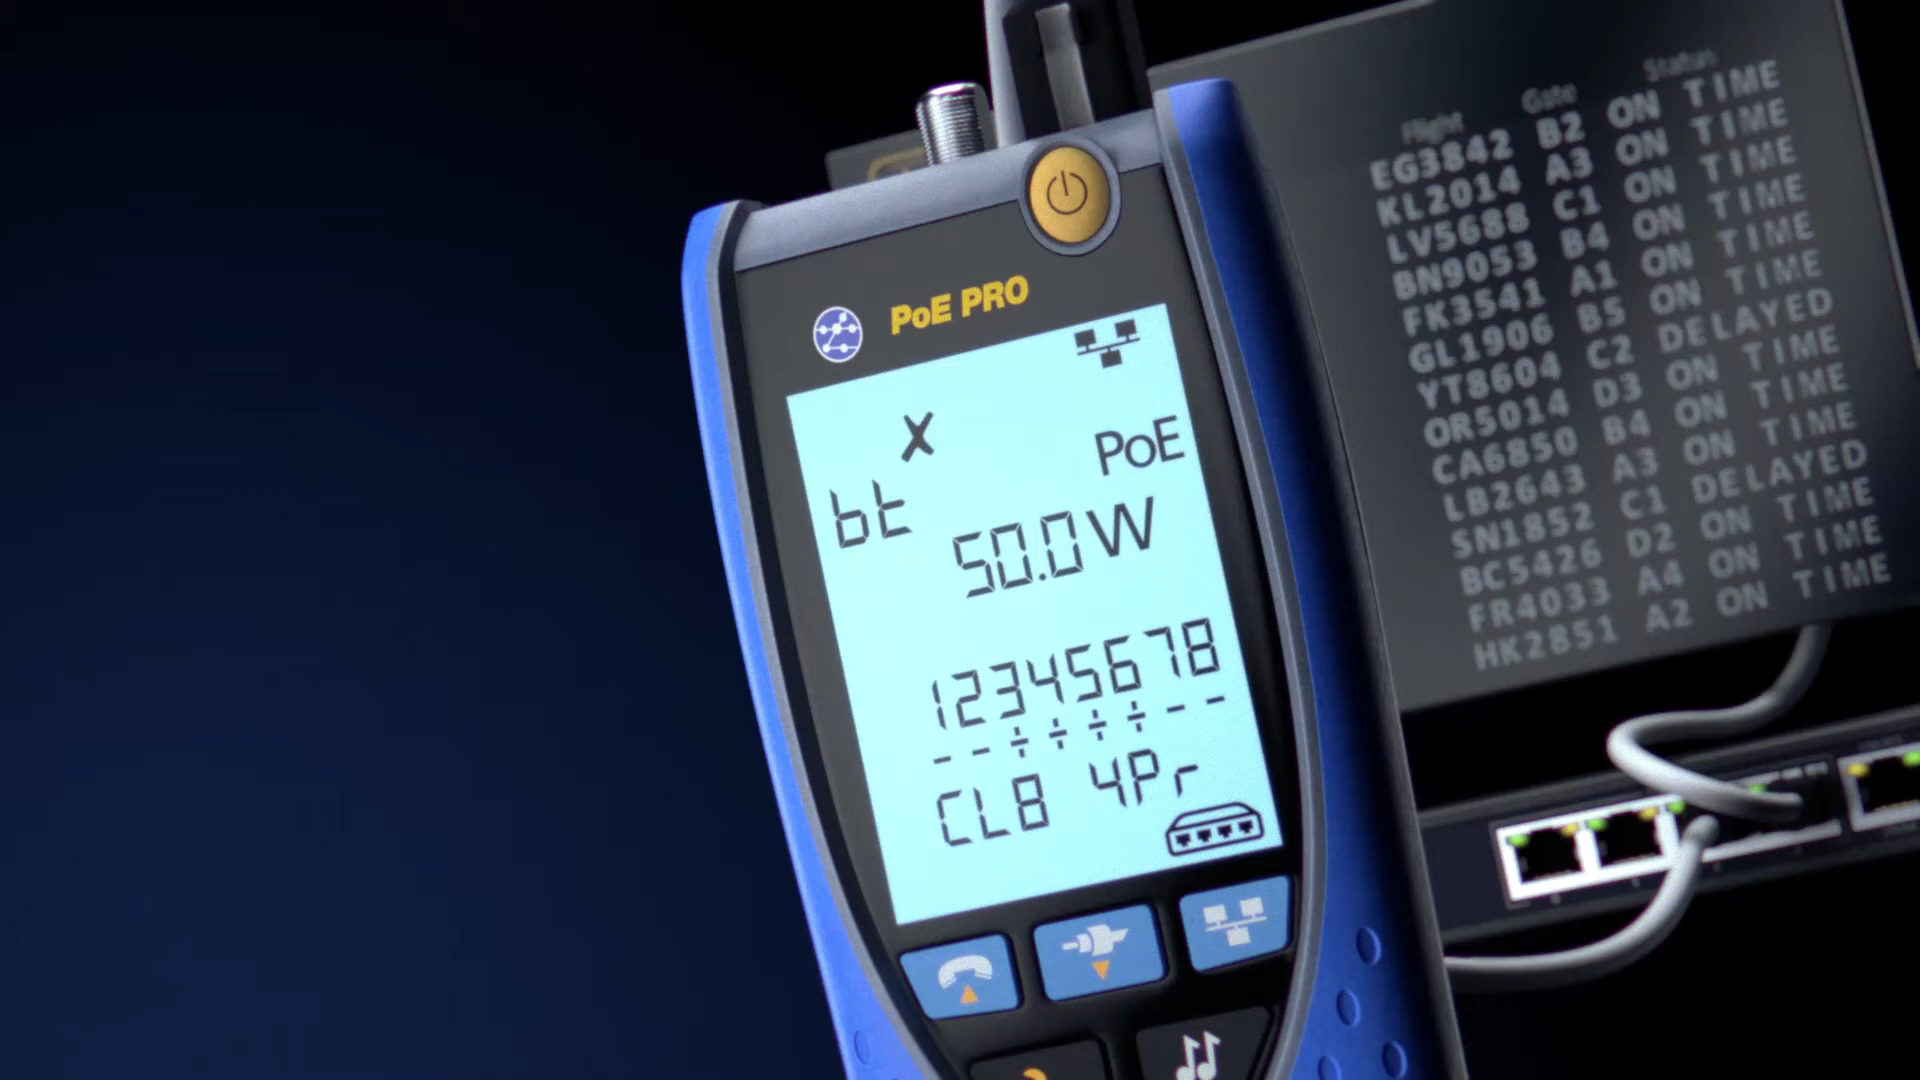 PoE PRO
X
PoE
bt
50.0W
12345678
- - ÷ ÷ ÷ ÷ - -
CL8 4Pr
Flight Gate Status
EG3842 B2 ON TIME
KL2014 A3 ON TIME
LV5688 C1 ON TIME
BN9053 B4 ON TIME
FK3541 A1 ON TIME
GL1906 B5 ON TIME
YT8604 C2 DELAYED
OR5014 D3 ON TIME
CA6850 B4 ON TIME
LB2643 A3 ON TIME
SN1852 C1 DELAYED
BC5426 D2 ON TIME
FR4033 A4 ON TIME
HK2851 A2 ON TIME